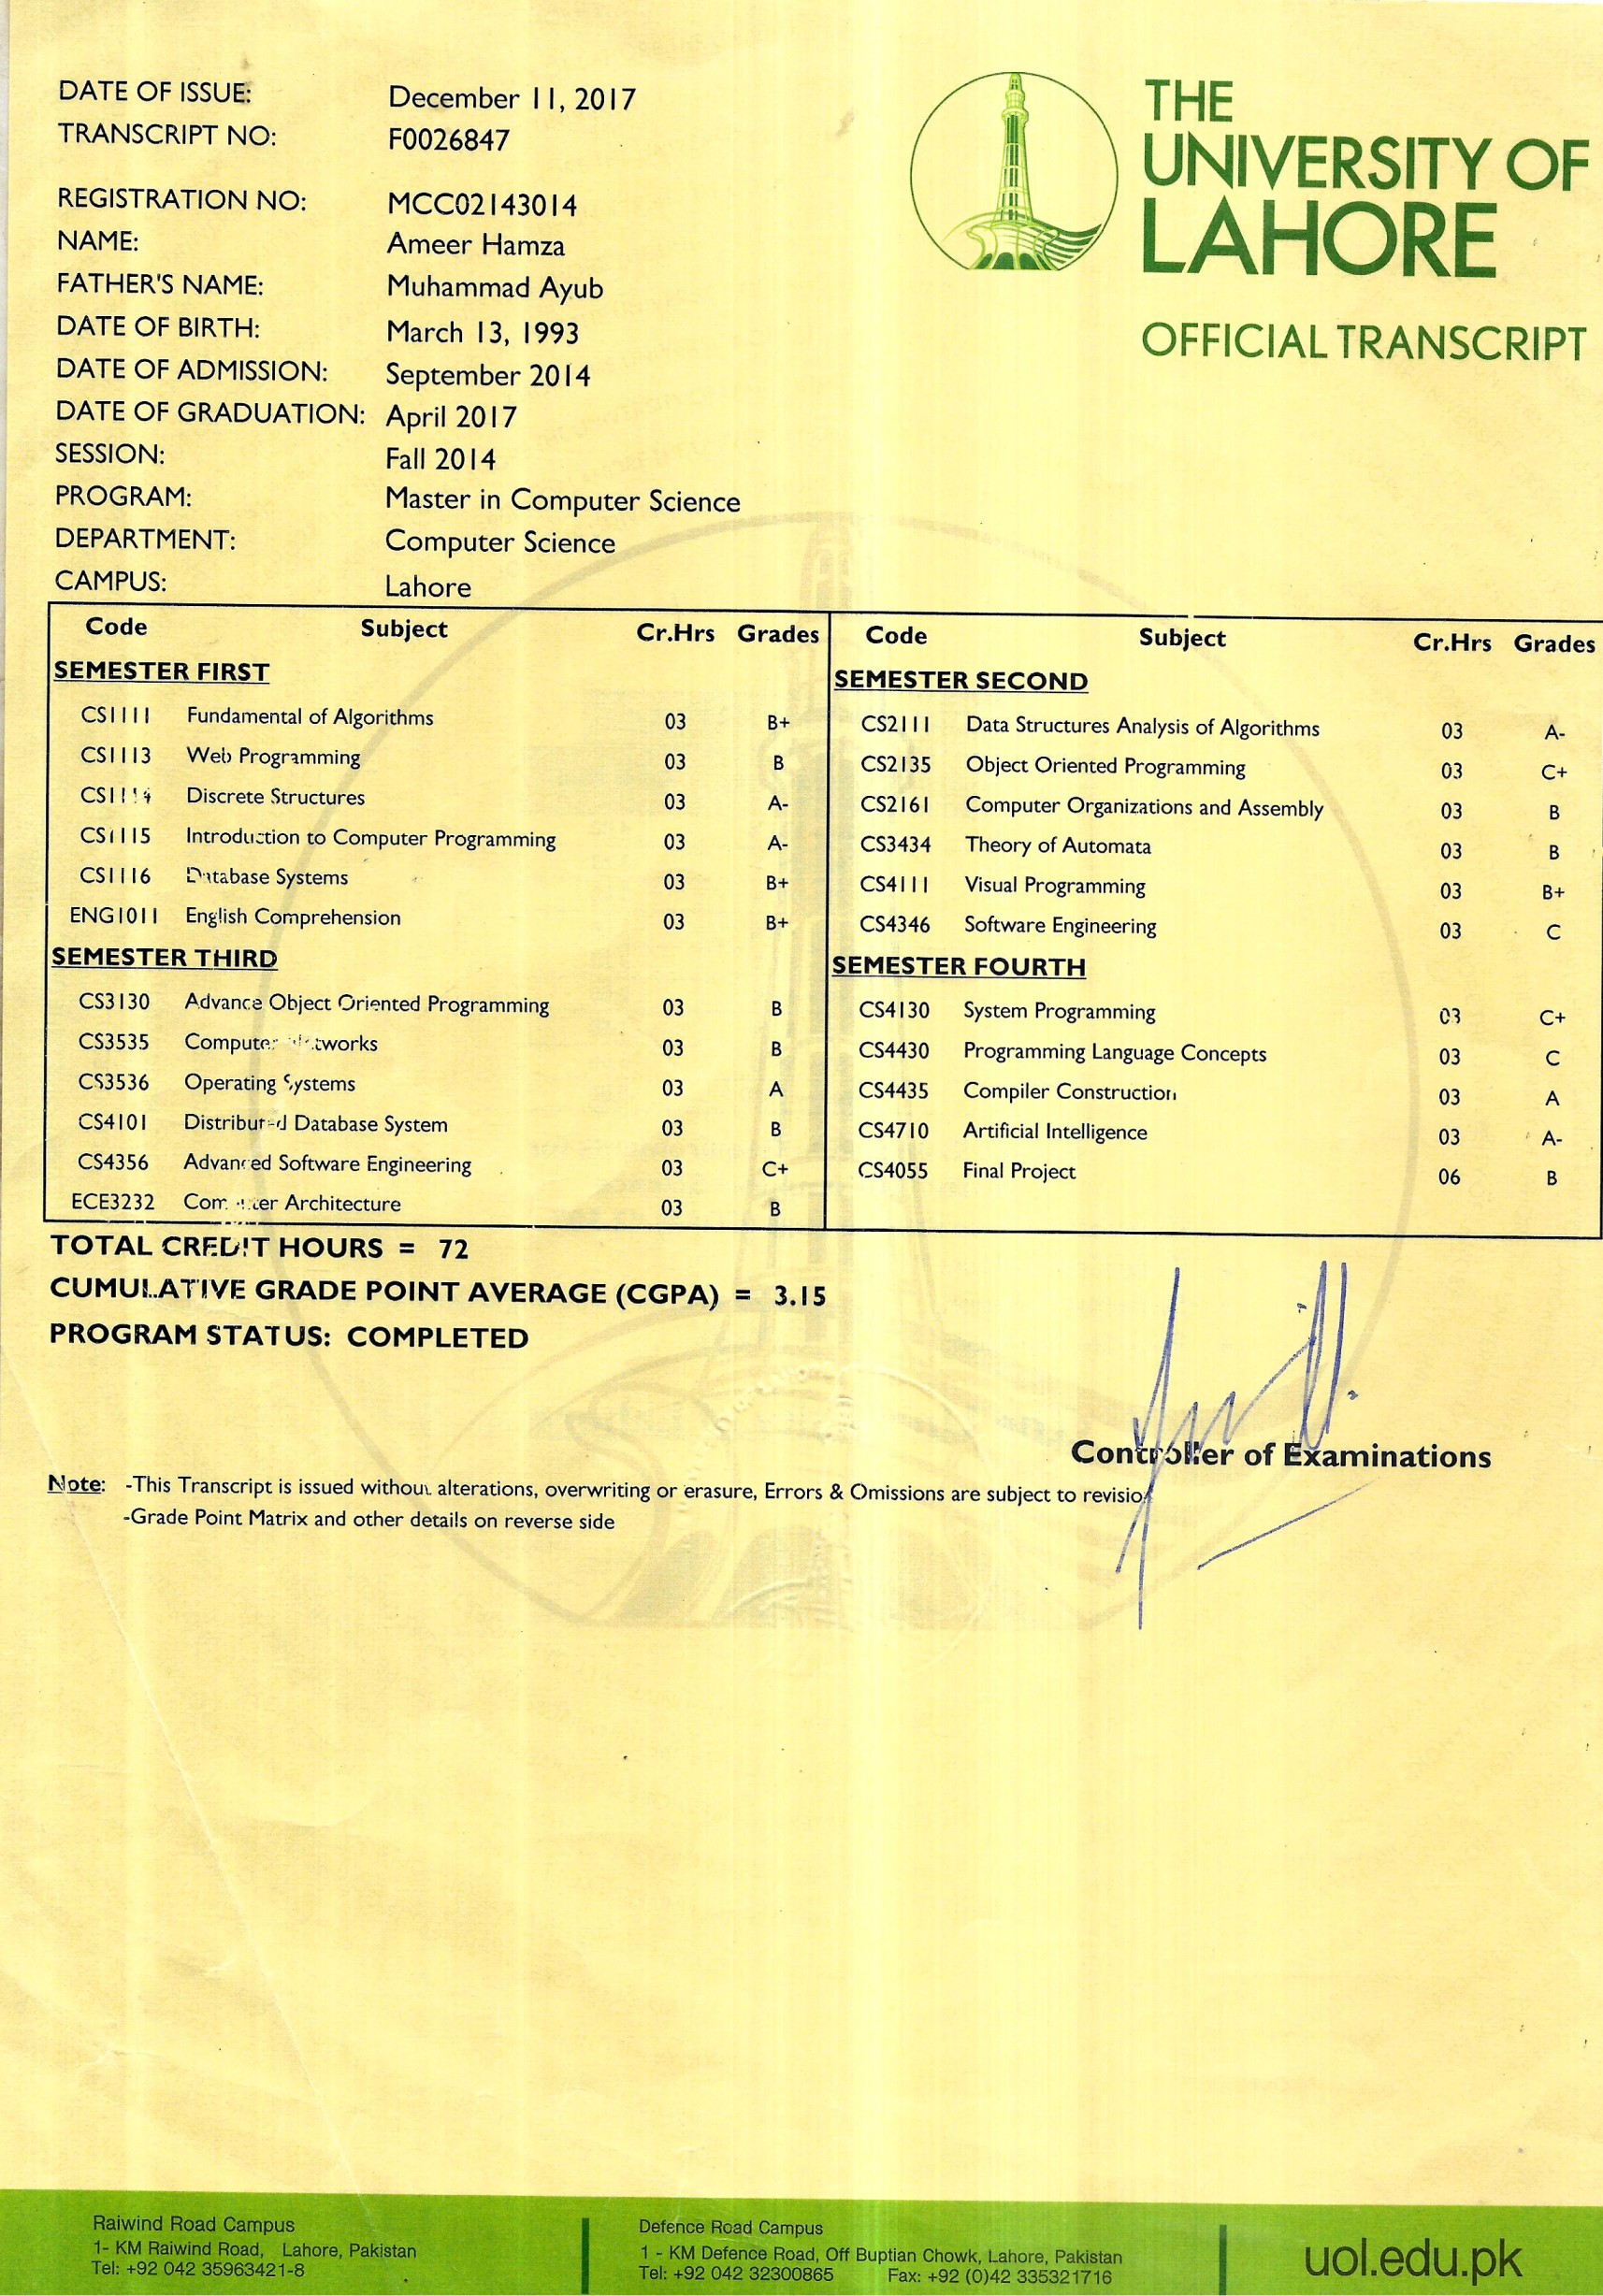 DATE OF ISSUE: December 11, 2017
TRANSCRIPT NO: F0026847
REGISTRATION NO: MCC02143014
NAME: Ameer Hamza
FATHER'S NAME: Muhammad Ayub
DATE OF BIRTH: March 13, 1993
DATE OF ADMISSION: September 2014
DATE OF GRADUATION: April 2017
SESSION: Fall 2014
PROGRAM: Master in Computer Science
DEPARTMENT: Computer Science
CAMPUS: Lahore
THE
UNIVERSITY OF
LAHORE
OFFICIAL TRANSCRIPT
Code Subject Cr.Hrs Grades
SEMESTER FIRST
CS1111 Fundamental of Algorithms 03 B+
CS1113 Web Programming 03 B
CS1114 Discrete Structures 03 A-
CS1115 Introduction to Computer Programming 03 A-
CS1116 Database Systems 03 B+
ENG1011 English Comprehension 03 B+
SEMESTER THIRD
CS3130 Advance Object Oriented Programming 03 B
CS3535 Computer Networks 03 B
CS3536 Operating Systems 03 A
CS4101 Distributed Database System 03 B
CS4356 Advanced Software Engineering 03 C+
ECE3232 Computer Architecture 03 B
Code Subject Cr.Hrs Grades
SEMESTER SECOND
CS2111 Data Structures Analysis of Algorithms 03 A-
CS2135 Object Oriented Programming 03 C+
CS2161 Computer Organizations and Assembly 03 B
CS3434 Theory of Automata 03 B
CS4111 Visual Programming 03 B+
CS4346 Software Engineering 03 C
SEMESTER FOURTH
CS4130 System Programming 03 C+
CS4430 Programming Language Concepts 03 C
CS4435 Compiler Construction 03 A
CS4710 Artificial Intelligence 03 A-
CS4055 Final Project 06 B
TOTAL CREDIT HOURS = 72
CUMULATIVE GRADE POINT AVERAGE (CGPA) = 3.15
PROGRAM STATUS: COMPLETED
Controller of Examinations
Note: -This Transcript is issued without alterations, overwriting or erasure, Errors & Omissions are subject to revision
-Grade Point Matrix and other details on reverse side
Raiwind Road Campus
1- KM Raiwind Road, Lahore, Pakistan
Tel: +92 042 35963421-8
Defence Road Campus
1 - KM Defence Road, Off Buptian Chowk, Lahore, Pakistan
Tel: +92 042 32300865 Fax: +92 (0)42 335321716
uol.edu.pk